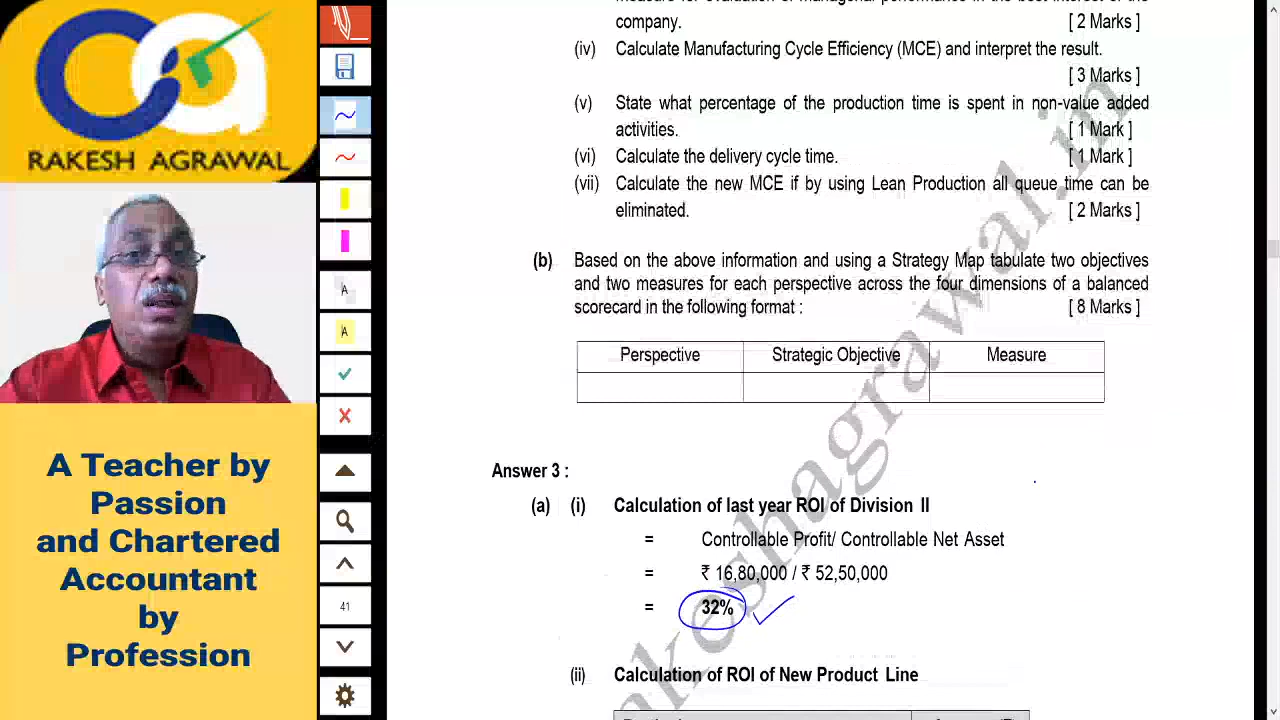 RAKESH AGRAWAL
A Teacher by
Passion
and Chartered
Accountant
by
Profession
A
A
41
company. [ 2 Marks ]
(iv) Calculate Manufacturing Cycle Efficiency (MCE) and interpret the result.
[ 3 Marks ]
(v) State what percentage of the production time is spent in non-value added
activities. [ 1 Mark ]
(vi) Calculate the delivery cycle time. [ 1 Mark ]
(vii) Calculate the new MCE if by using Lean Production all queue time can be
eliminated. [ 2 Marks ]
(b) Based on the above information and using a Strategy Map tabulate two objectives
and two measures for each perspective across the four dimensions of a balanced
scorecard in the following format : [ 8 Marks ]
Perspective Strategic Objective Measure
Answer 3 :
(a) (i) Calculation of last year ROI of Division II
= Controllable Profit/ Controllable Net Asset
= ₹ 16,80,000 / ₹ 52,50,000
= 32%
(ii) Calculation of ROI of New Product Line
akeshagrawal.in